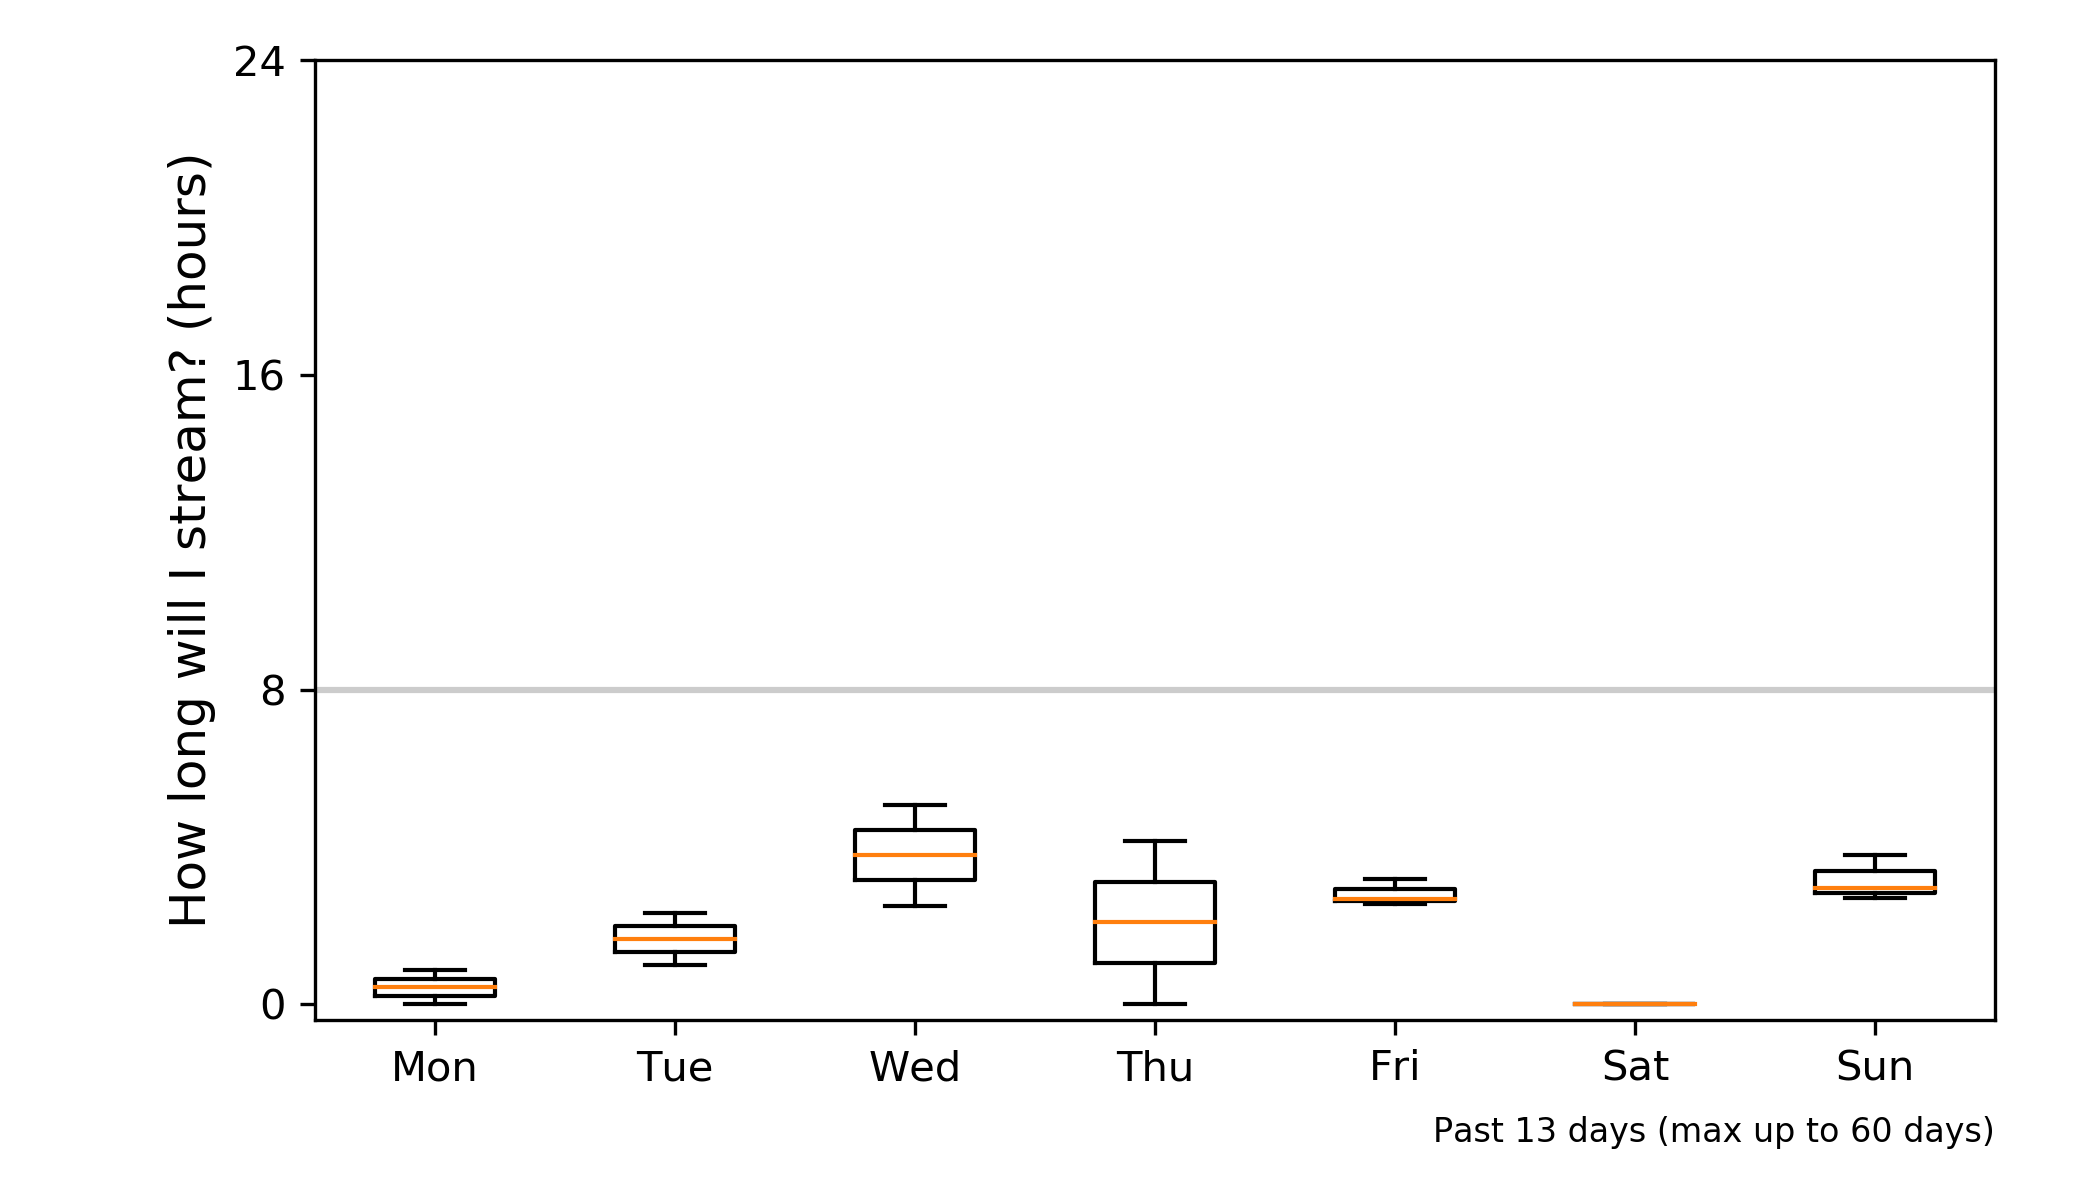 How long will I stream? (hours)
24
16
8
0
Mon Tue Wed Thu Fri Sat Sun
Past 13 days (max up to 60 days)